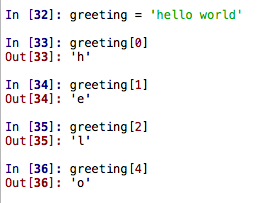 In [32]: greeting = 'hello world'
In [33]: greeting[0]
Out[33]: 'h'
In [34]: greeting[1]
Out[34]: 'e'
In [35]: greeting[2]
Out[35]: 'l'
In [36]: greeting[4]
Out[36]: 'o'